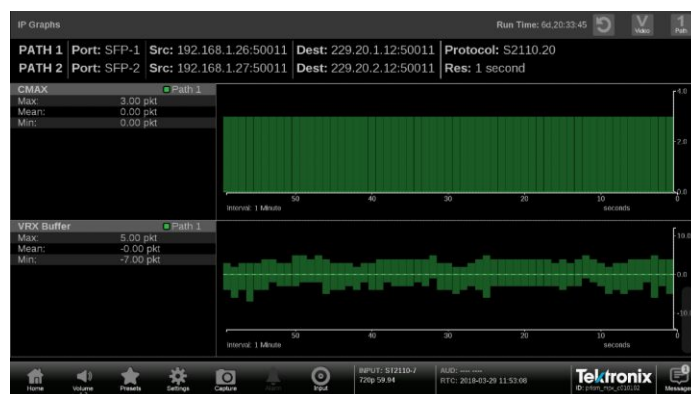 IP Graphs Run Time: 6d,20:33:45 V Video 1 Path
PATH 1 Port: SFP-1 Src: 192.168.1.26:50011 Dest: 229.20.1.12:50011 Protocol: S2110.20
PATH 2 Port: SFP-2 Src: 192.168.1.27:50011 Dest: 229.20.2.12:50011 Res: 1 second
CMAX Path 1
Max: 3.00 pkt
Mean: 0.00 pkt
Min: 0.00 pkt
4.0
2.0
0.0
50 40 30 20 10 0
Interval: 1 Minute seconds
VRX Buffer Path 1
Max: 5.00 pkt
Mean: -0.00 pkt
Min: -7.00 pkt
10.0
0.0
-10.0
50 40 30 20 10 0
Interval: 1 Minute seconds
INPUT: ST2110-7 AUD: ---- ---- Tektronix
720p 59.94 RTC: 2018-03-29 11:53:08
Home Volume Presets Settings Capture Alarm Input Message